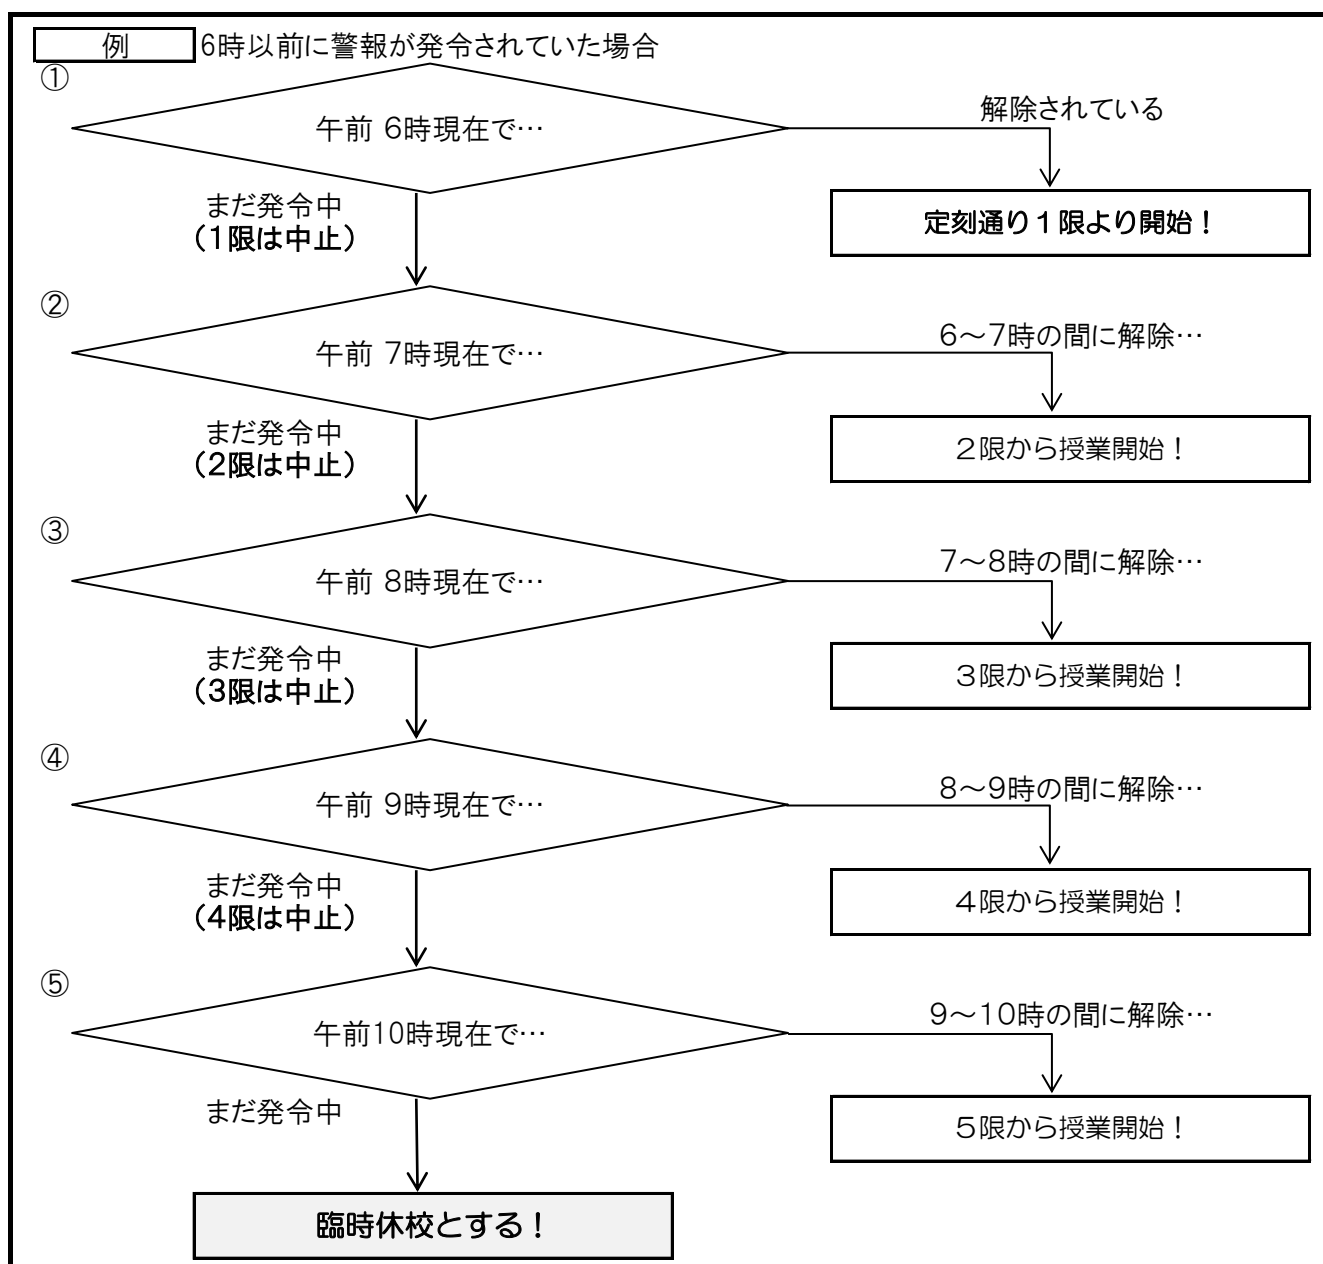 例
6時以前に警報が発令されていた場合
①
午前 6時現在で…
解除されている
定刻通り1限より開始！
まだ発令中
（1限は中止）
②
午前 7時現在で…
6～7時の間に解除…
2限から授業開始！
まだ発令中
（2限は中止）
③
午前 8時現在で…
7～8時の間に解除…
3限から授業開始！
まだ発令中
（3限は中止）
④
午前 9時現在で…
8～9時の間に解除…
4限から授業開始！
まだ発令中
（4限は中止）
⑤
午前10時現在で…
9～10時の間に解除…
5限から授業開始！
まだ発令中
臨時休校とする！